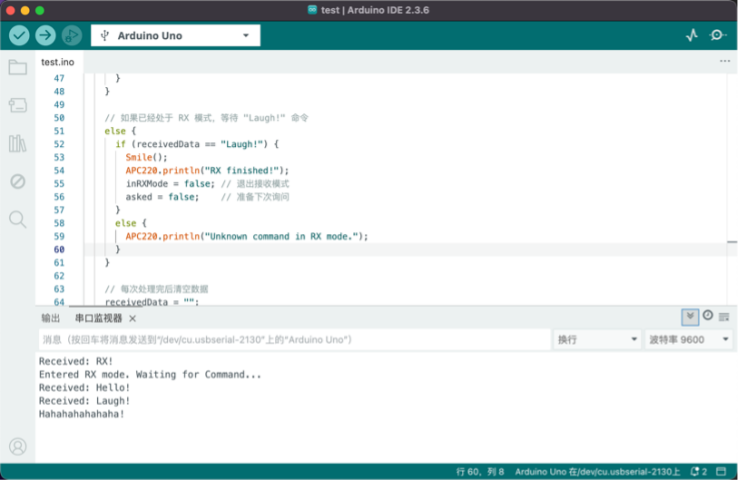 test | Arduino IDE 2.3.6
Arduino Uno
test.ino
47 }
48 }
49
50 // 如果已经处于 RX 模式，等待 "Laugh!" 命令
51 else {
52 if (receivedData == "Laugh!") {
53 Smile();
54 APC220.println("RX finished!");
55 inRXMode = false; // 退出接收模式
56 asked = false; // 准备下次询问
57 }
58 else {
59 APC220.println("Unknown command in RX mode.");
60 }
61 }
62
63 // 每次处理完后清空数据
64 receivedData = "";
输出 串口监视器 ×
消息（按回车将消息发送到“/dev/cu.usbserial-2130”上的“Arduino Uno”） 换行 波特率 9600
Received: RX!
Entered RX mode. Waiting for Command...
Received: Hello!
Received: Laugh!
Hahahahahahaha!
行 60，列 8 Arduino Uno 在/dev/cu.usbserial-2130上 2